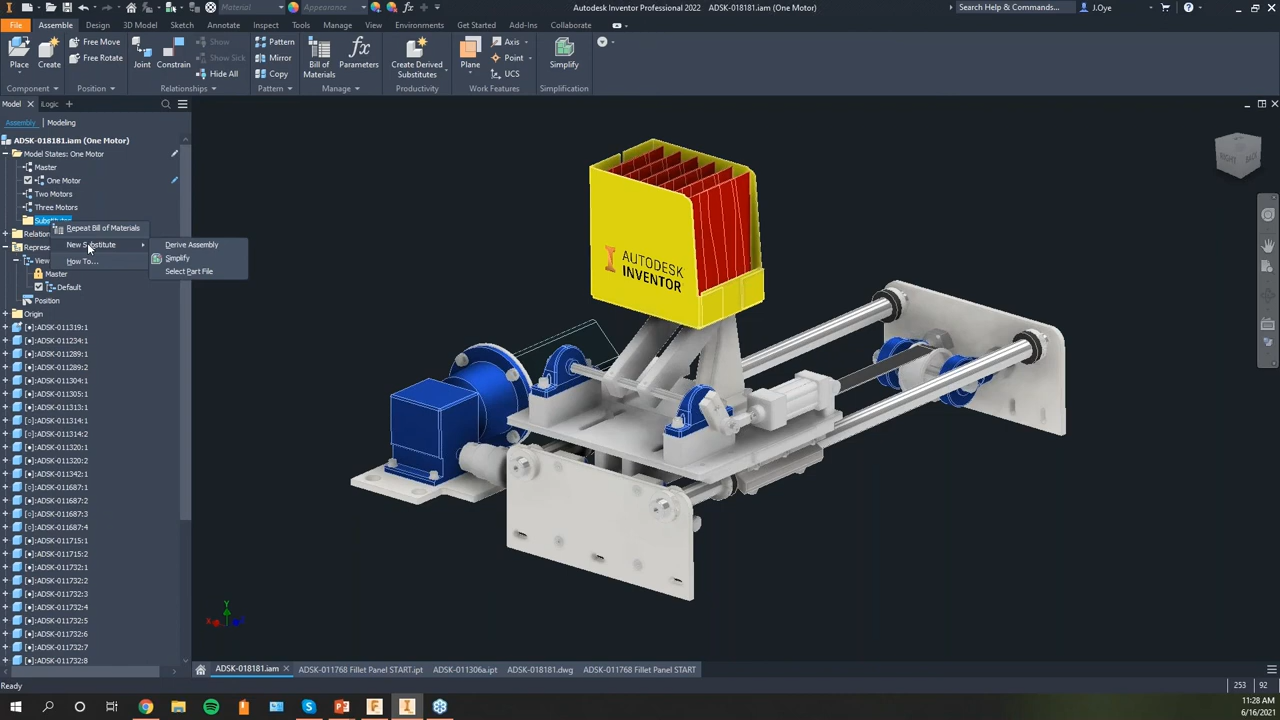 Material
Appearance
Autodesk Inventor Professional 2022
ADSK-018181.iam (One Motor)
Search Help & Commands...
J.Oye
File
Assemble
Design
3D Model
Sketch
Annotate
Inspect
Tools
Manage
View
Environments
Get Started
Add-Ins
Collaborate
Place
Create
Free Move
Free Rotate
Component
Position
Joint
Constrain
Show
Show Sick
Hide All
Relationships
Pattern
Mirror
Copy
Pattern
Bill of
Materials
Parameters
Manage
Create Derived
Substitutes
Productivity
Plane
Axis
Point
UCS
Work Features
Simplify
Simplification
Model
iLogic
Assembly
Modeling
ADSK-018181.iam (One Motor)
Model States: One Motor
Master
One Motor
Two Motors
Three Motors
Substitutes
Relation
Represe
View
Master
Default
Position
Origin
Repeat Bill of Materials
New Substitute
How To...
Derive Assembly
Simplify
Select Part File
[●]:ADSK-011319:1
[●]:ADSK-011234:1
[●]:ADSK-011289:1
[●]:ADSK-011289:2
[●]:ADSK-011304:1
[●]:ADSK-011305:1
[●]:ADSK-011313:1
[●]:ADSK-011314:1
[●]:ADSK-011314:2
[●]:ADSK-011320:1
[●]:ADSK-011320:2
[●]:ADSK-011342:1
[○]:ADSK-011687:1
[○]:ADSK-011687:2
[○]:ADSK-011687:3
[○]:ADSK-011687:4
[●]:ADSK-011715:1
[●]:ADSK-011715:2
[●]:ADSK-011732:1
[●]:ADSK-011732:2
[●]:ADSK-011732:3
[●]:ADSK-011732:4
[●]:ADSK-011732:5
[●]:ADSK-011732:6
[●]:ADSK-011732:7
[●]:ADSK-011732:8
AUTODESK
INVENTOR
RIGHT
BACK
Y
X
ADSK-018181.iam
ADSK-011768 Fillet Panel START.ipt
ADSK-011306a.ipt
ADSK-018181.dwg
ADSK-011768 Fillet Panel START
Ready
253
92
11:28 AM
6/16/2021